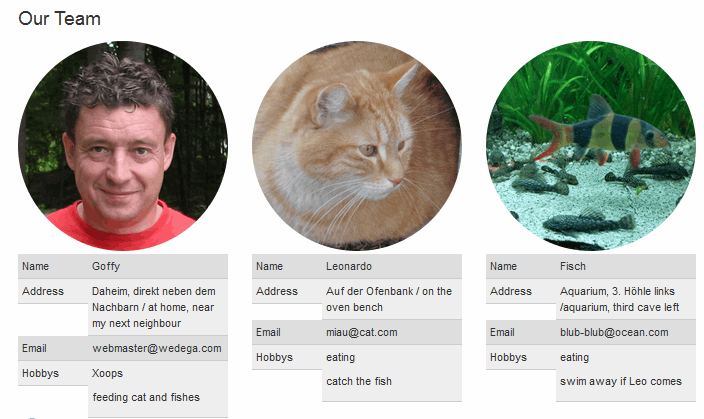 Our Team
Name Goffy
Address Daheim, direkt neben dem
Nachbarn / at home, near
my next neighbour
Email webmaster@wedega.com
Hobbys Xoops
feeding cat and fishes
Name Leonardo
Address Auf der Ofenbank / on the
oven bench
Email miau@cat.com
Hobbys eating
catch the fish
Name Fisch
Address Aquarium, 3. Höhle links
/aquarium, third cave left
Email blub-blub@ocean.com
Hobbys eating
swim away if Leo comes